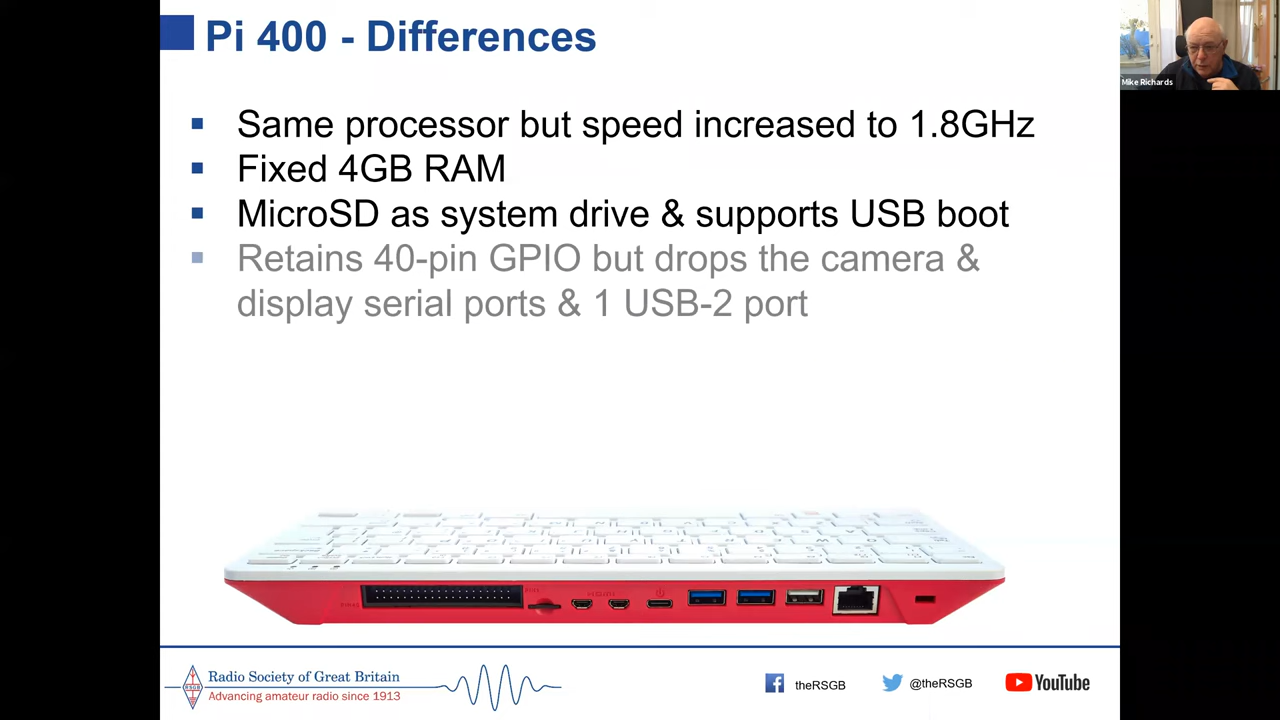 Pi 400 - Differences
Mike Richards
▪ Same processor but speed increased to 1.8GHz
▪ Fixed 4GB RAM
▪ MicroSD as system drive & supports USB boot
▪ Retains 40-pin GPIO but drops the camera &
display serial ports & 1 USB-2 port
RSGB
Radio Society of Great Britain
Advancing amateur radio since 1913
theRSGB
@theRSGB
YouTube